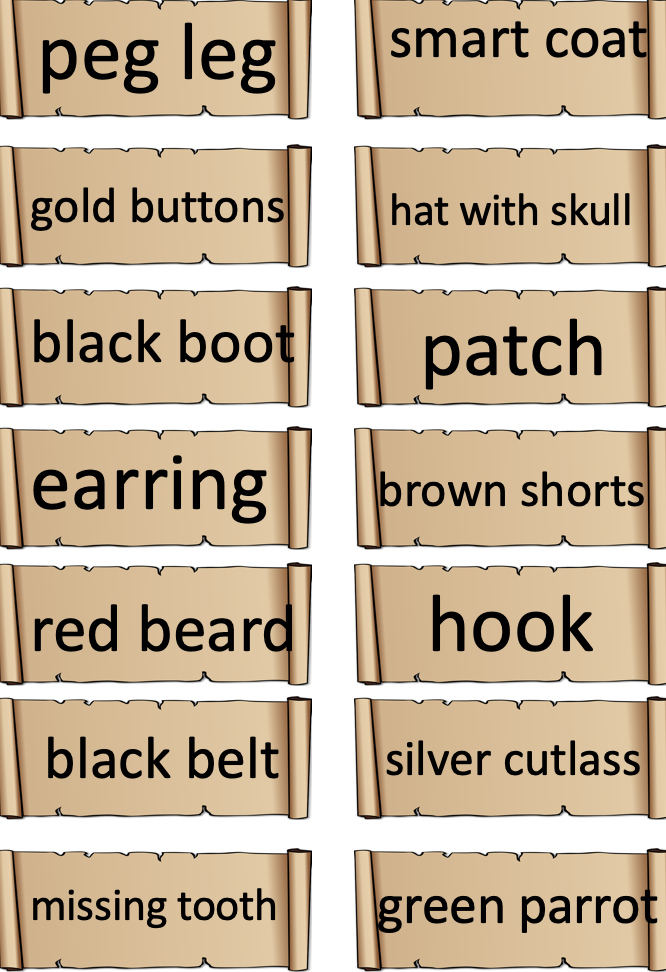 peg leg
smart coat
gold buttons
hat with skull
black boot
patch
earring
brown shorts
red beard
hook
black belt
silver cutlass
missing tooth
green parrot